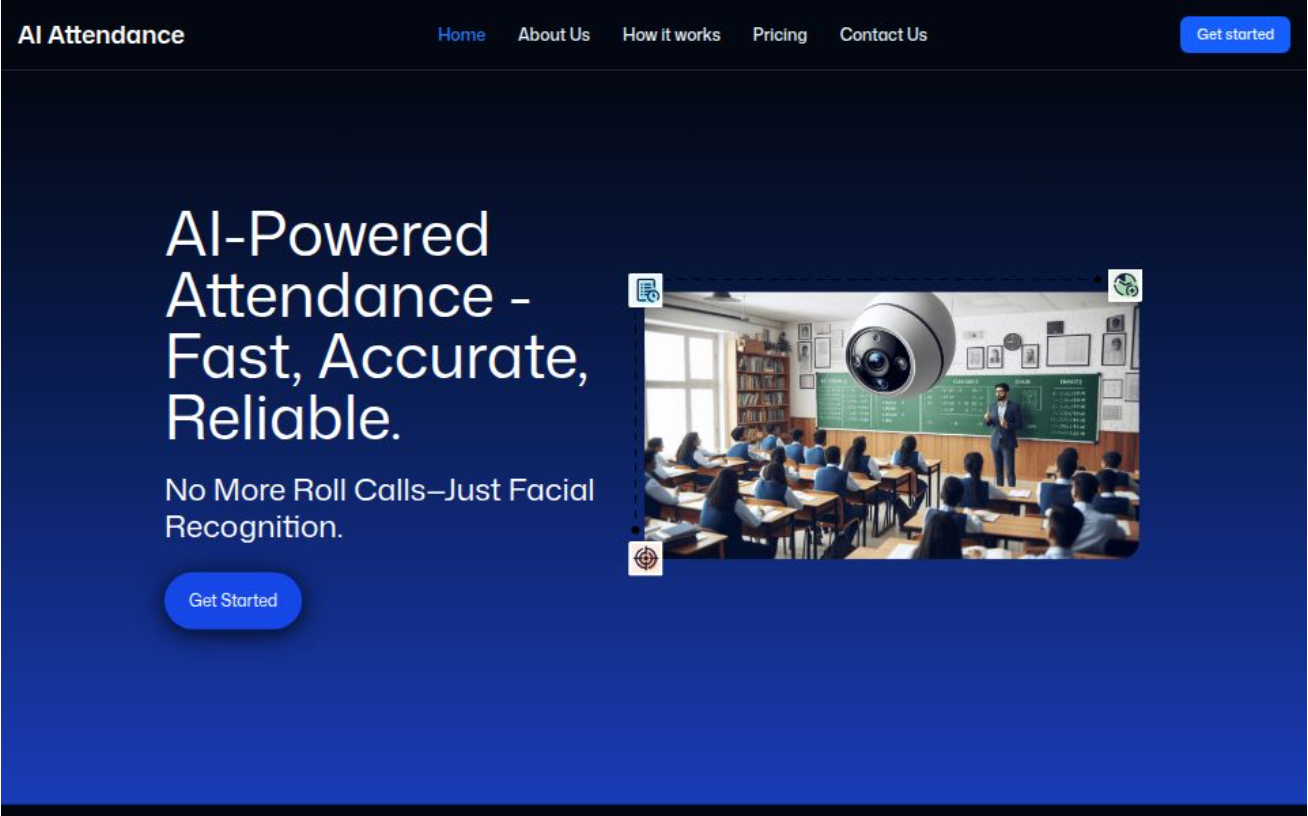 AI Attendance
Home
About Us
How it works
Pricing
Contact Us
Get started
AI-Powered
Attendance -
Fast, Accurate,
Reliable.
No More Roll Calls—Just Facial
Recognition.
Get Started